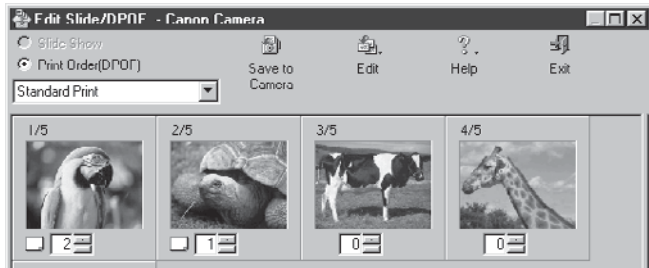 Edit Slide/DPOF - Canon Camera
Slide Show
Print Order(DPOF)
Standard Print
Save to Camera
Edit
Help
Exit
1/5
2/5
3/5
4/5
2
1
0
0